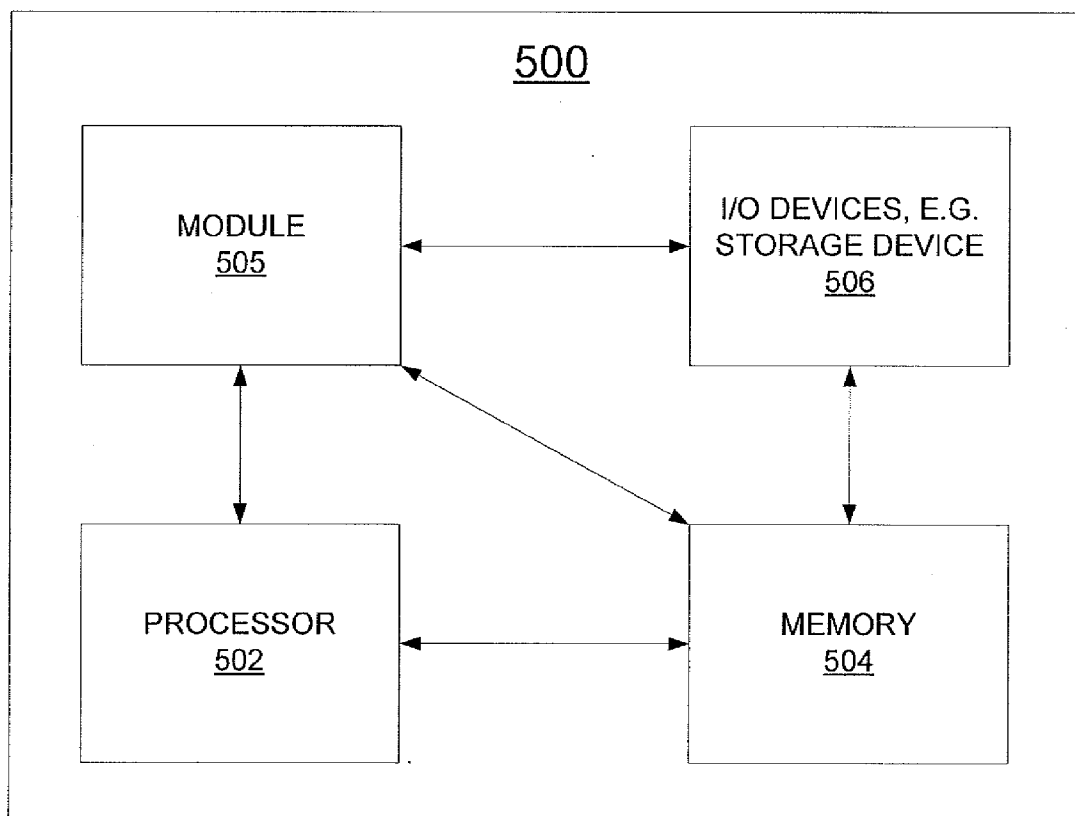 500
MODULE
505
I/O DEVICES, E.G.
STORAGE DEVICE
506
PROCESSOR
502
MEMORY
504